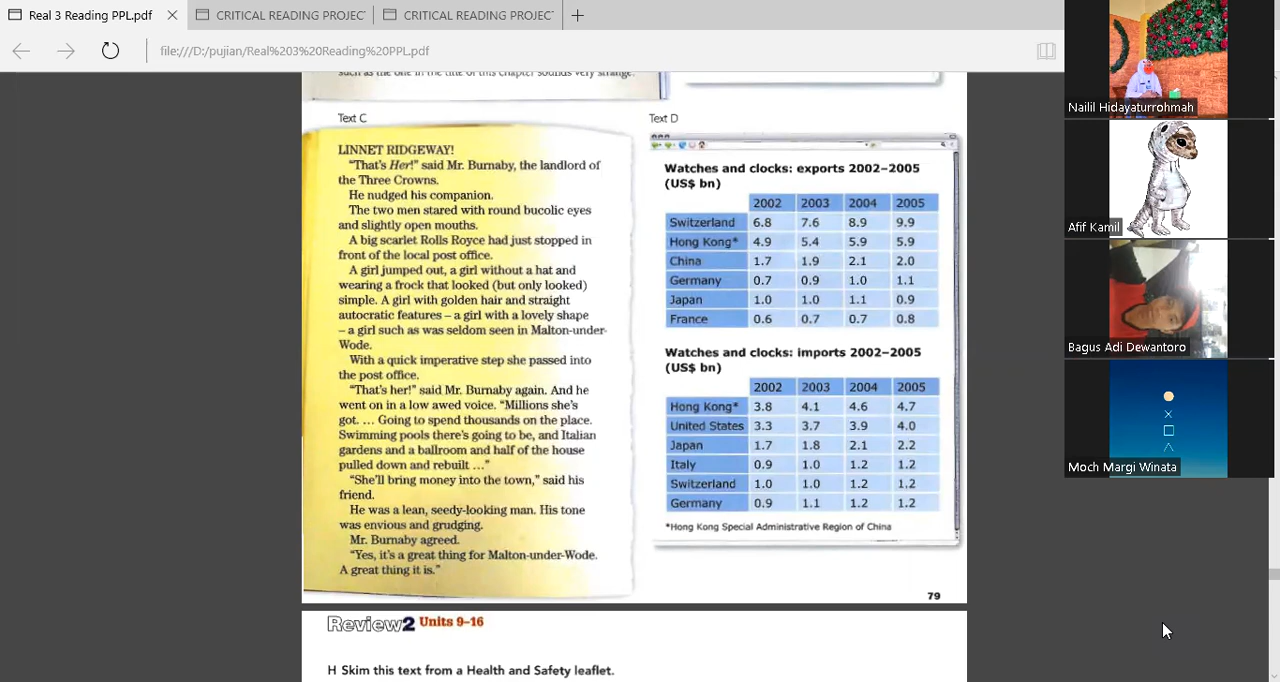 Real 3 Reading PPL.pdf
CRITICAL READING PROJECT
CRITICAL READING PROJECT
file:///D:/pujian/Real%203%20Reading%20PPL.pdf
such as the one in the title of this chapter sounds very strange.
Text C
LINNET RIDGEWAY!
“That’s Her!” said Mr. Burnaby, the landlord of
the Three Crowns.
He nudged his companion.
The two men stared with round bucolic eyes
and slightly open mouths.
A big scarlet Rolls Royce had just stopped in
front of the local post office.
A girl jumped out, a girl without a hat and
wearing a frock that looked (but only looked)
simple. A girl with golden hair and straight
autocratic features – a girl with a lovely shape
– a girl such as was seldom seen in Malton-under-
Wode.
With a quick imperative step she passed into
the post office.
“That’s her!” said Mr. Burnaby again. And he
went on in a low awed voice. “Millions she’s
got. … Going to spend thousands on the place.
Swimming pools there’s going to be, and Italian
gardens and a ballroom and half of the house
pulled down and rebuilt …”
“She’ll bring money into the town,” said his
friend.
He was a lean, seedy-looking man. His tone
was envious and grudging.
Mr. Burnaby agreed.
“Yes, it’s a great thing for Malton-under-Wode.
A great thing it is.”
Text D
Watches and clocks: exports 2002–2005
(US$ bn)
2002 2003 2004 2005
Switzerland 6.8 7.6 8.9 9.9
Hong Kong* 4.9 5.4 5.9 5.9
China 1.7 1.9 2.1 2.0
Germany 0.7 0.9 1.0 1.1
Japan 1.0 1.0 1.1 0.9
France 0.6 0.7 0.7 0.8
Watches and clocks: imports 2002–2005
(US$ bn)
2002 2003 2004 2005
Hong Kong* 3.8 4.1 4.6 4.7
United States 3.3 3.7 3.9 4.0
Japan 1.7 1.8 2.1 2.2
Italy 0.9 1.0 1.2 1.2
Switzerland 1.0 1.0 1.2 1.2
Germany 0.9 1.1 1.2 1.2
*Hong Kong Special Administrative Region of China
79
Review2 Units 9–16
H Skim this text from a Health and Safety leaflet.
Nailil Hidayaturrohmah
Afif Kamil
Bagus Adi Dewantoro
Moch Margi Winata